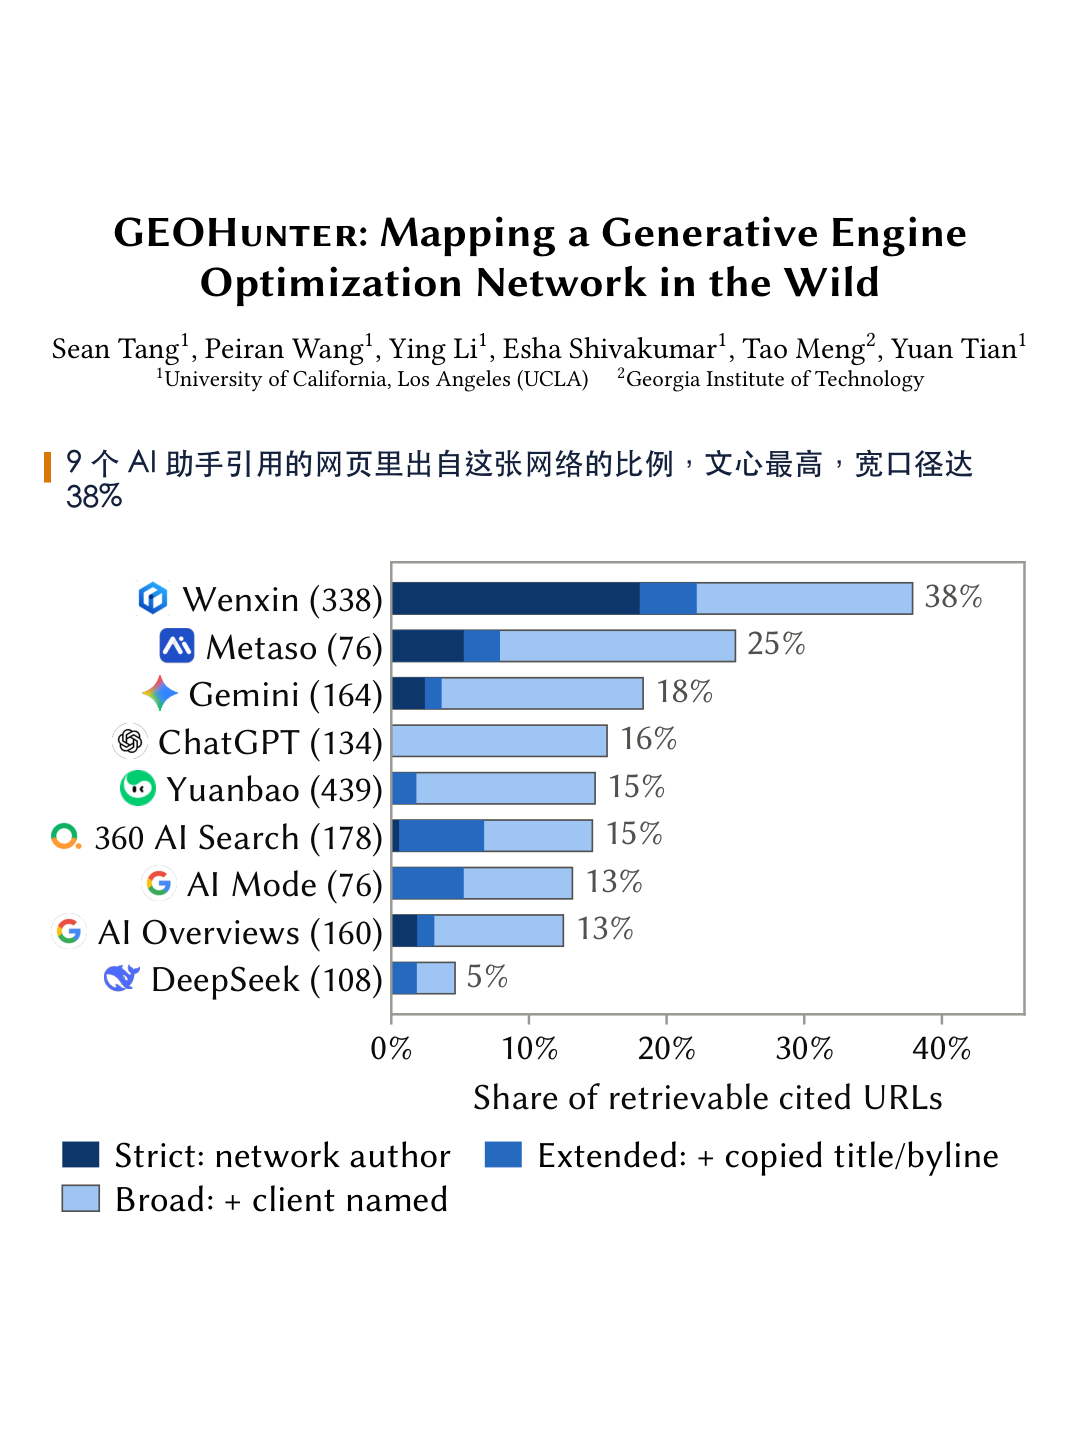 GEOHUNTER: Mapping a Generative Engine
Optimization Network in the Wild
Sean Tang¹, Peiran Wang¹, Ying Li¹, Esha Shivakumar¹, Tao Meng², Yuan Tian¹
¹University of California, Los Angeles (UCLA) ²Georgia Institute of Technology
9 个 AI 助手引用的网页里出自这张网络的比例，文心最高，宽口径达
38%
Wenxin (338) 38%
Metaso (76) 25%
Gemini (164) 18%
ChatGPT (134) 16%
Yuanbao (439) 15%
360 AI Search (178) 15%
AI Mode (76) 13%
AI Overviews (160) 13%
DeepSeek (108) 5%
0% 10% 20% 30% 40%
Share of retrievable cited URLs
Strict: network author Extended: + copied title/byline
Broad: + client named